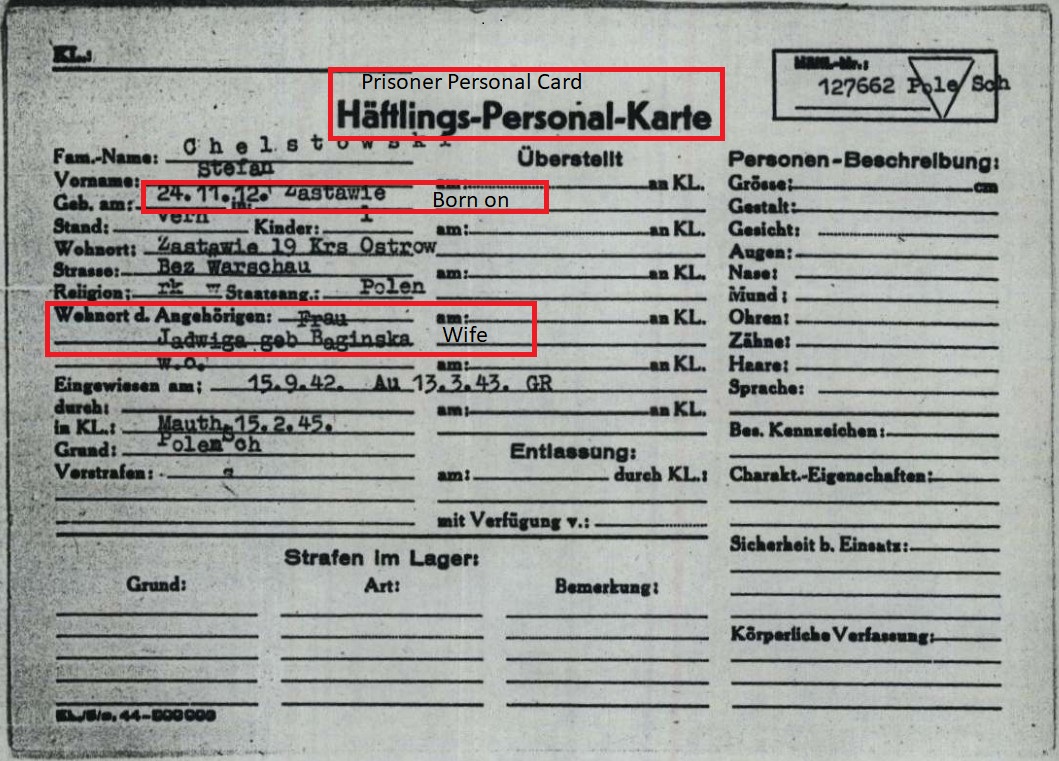 KL.:
Häftl.-Nr.:
127662 Pole Sch
Prisoner Personal Card
Häftlings-Personal-Karte
Fam.-Name: Chelstowski
Überstellt
Personen-Beschreibung:
Vorname: Stefan
am: an KL.
Grösse: cm
Geb. am: 24.11.12. in: Zastawie
Born on
Gestalt:
Stand: Verh Kinder: 1
am: an KL.
Gesicht:
Wohnort: Zastawie 19 Krs Ostrow
Augen:
Strasse: Bez Warschau
am: an KL.
Nase:
Religion: rk Staatsang.: Polen
Mund:
Wohnort d. Angehörigen: Frau
am: an KL.
Ohren:
Jadwiga geb Baginska
Wife
Zähne:
w.o.
am: an KL.
Haare:
Eingewiesen am: 15.9.42. Au 13.3.43. GR
Sprache:
durch:
am: an KL.
in KL.: Mauth.15.2.45.
Bes. Kennzeichen:
Grund: Polen Sch
Entlassung:
Vorstrafen:
am: durch KL.:
Charakt.-Eigenschaften:
mit Verfügung v.:
Strafen im Lager:
Sicherheit b. Einsatz:
Grund: Art: Bemerkung:
Körperliche Verfassung: